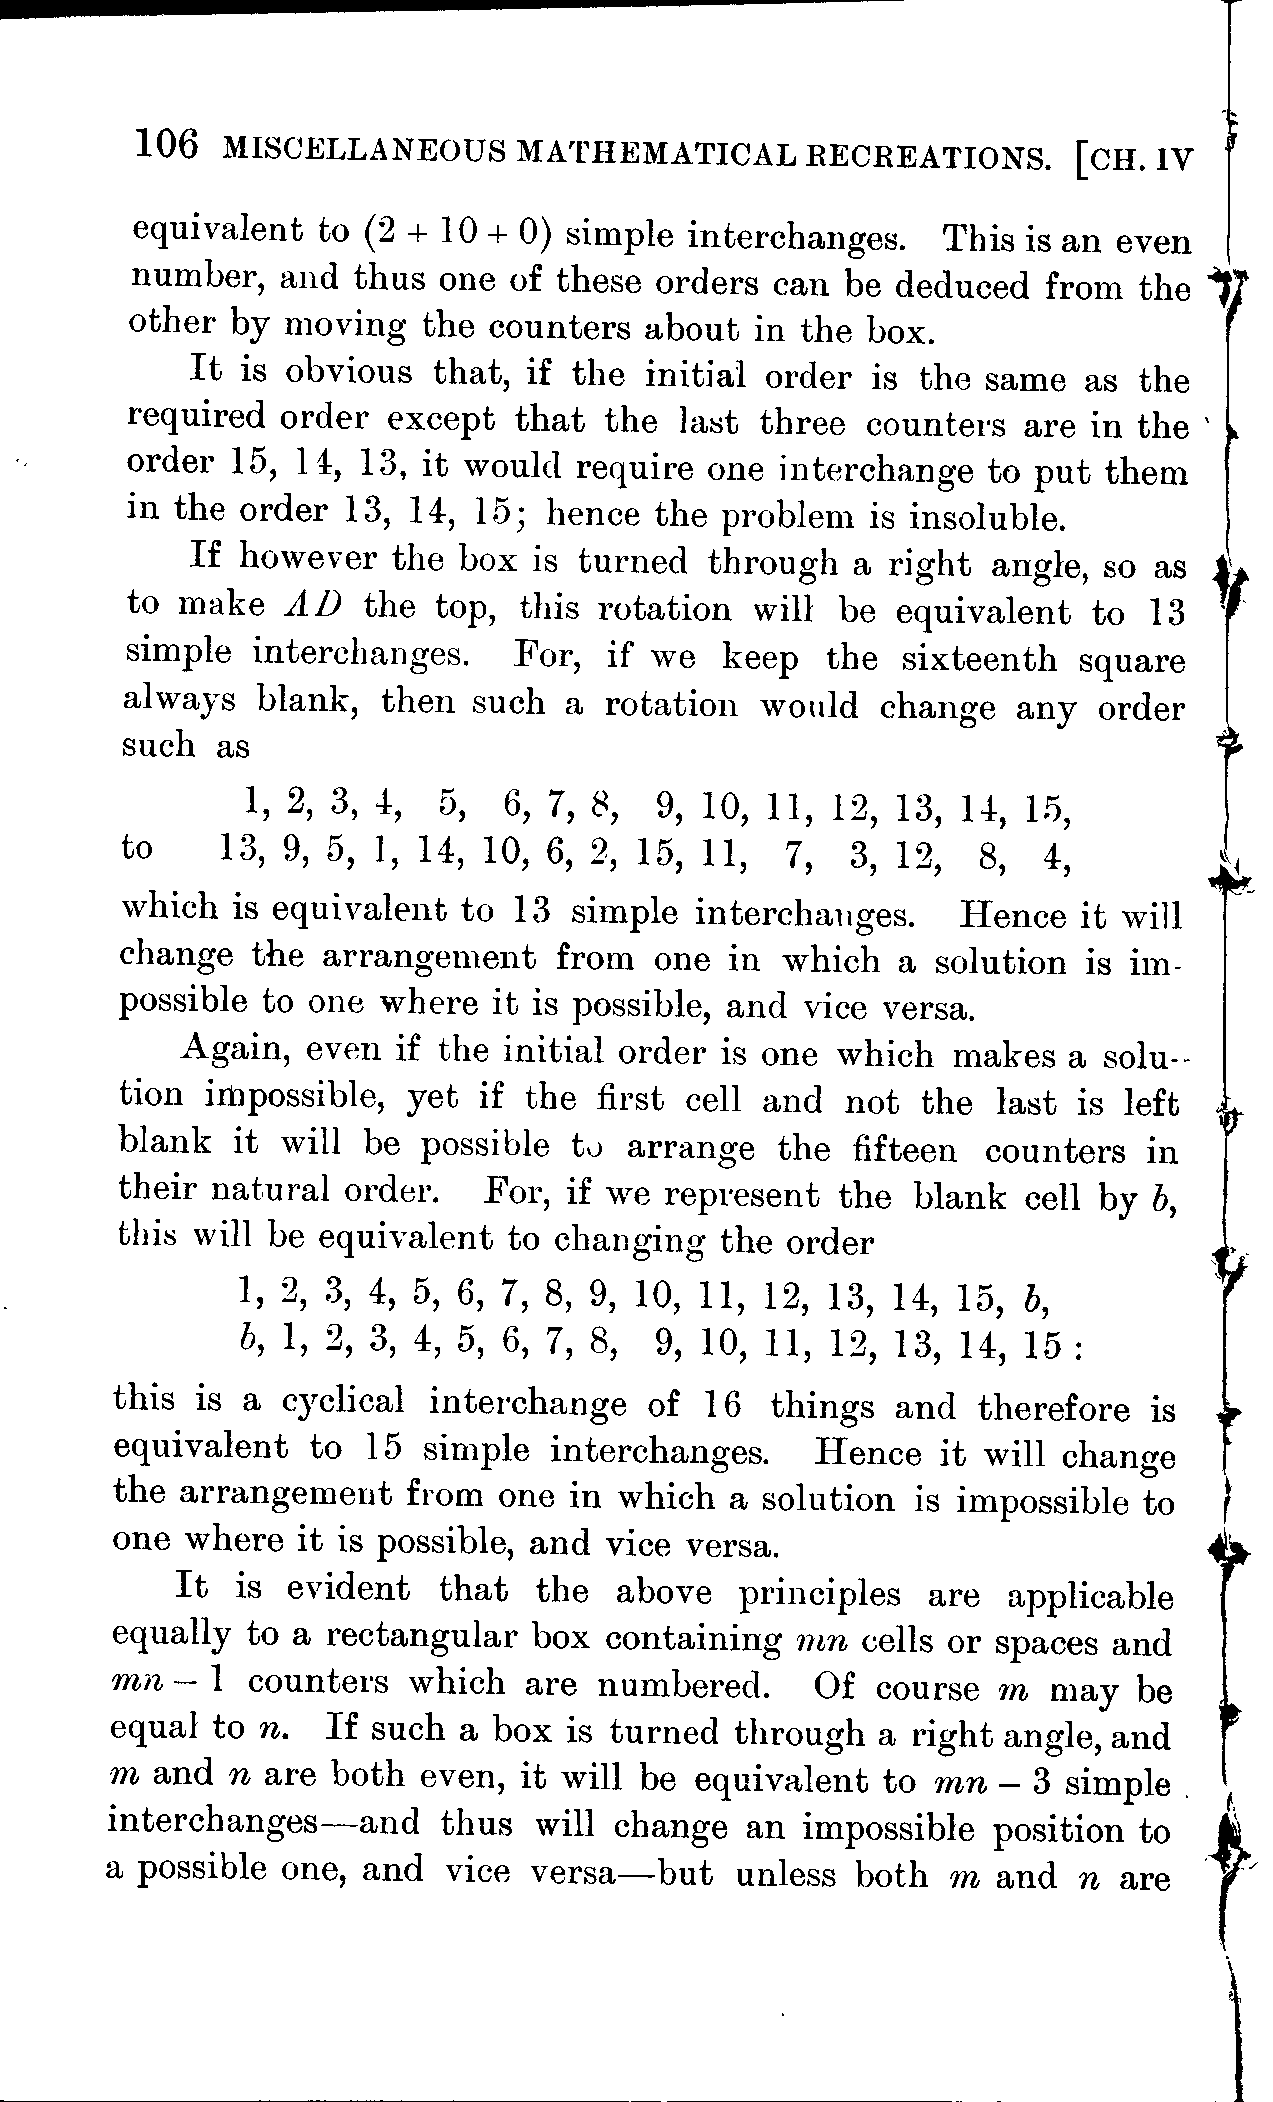 106 MISCELLANEOUS MATHEMATICAL RECREATIONS. [CH. IV
equivalent to (2 + 10 + 0) simple interchanges. This is an even
number, and thus one of these orders can be deduced from the
other by moving the counters about in the box.
It is obvious that, if the initial order is the same as the
required order except that the last three counters are in the
order 15, 14, 13, it would require one interchange to put them
in the order 13, 14, 15; hence the problem is insoluble.
If however the box is turned through a right angle, so as
to make AD the top, this rotation will be equivalent to 13
simple interchanges. For, if we keep the sixteenth square
always blank, then such a rotation would change any order
such as
1, 2, 3, 4, 5, 6, 7, 8, 9, 10, 11, 12, 13, 14, 15,
to 13, 9, 5, 1, 14, 10, 6, 2, 15, 11, 7, 3, 12, 8, 4,
which is equivalent to 13 simple interchanges. Hence it will
change the arrangement from one in which a solution is im-
possible to one where it is possible, and vice versa.
Again, even if the initial order is one which makes a solu-
tion impossible, yet if the first cell and not the last is left
blank it will be possible to arrange the fifteen counters in
their natural order. For, if we represent the blank cell by b,
this will be equivalent to changing the order
1, 2, 3, 4, 5, 6, 7, 8, 9, 10, 11, 12, 13, 14, 15, b,
b, 1, 2, 3, 4, 5, 6, 7, 8, 9, 10, 11, 12, 13, 14, 15 :
this is a cyclical interchange of 16 things and therefore is
equivalent to 15 simple interchanges. Hence it will change
the arrangement from one in which a solution is impossible to
one where it is possible, and vice versa.
It is evident that the above principles are applicable
equally to a rectangular box containing mn cells or spaces and
mn – 1 counters which are numbered. Of course m may be
equal to n. If such a box is turned through a right angle, and
m and n are both even, it will be equivalent to mn – 3 simple
interchanges—and thus will change an impossible position to
a possible one, and vice versa—but unless both m and n are